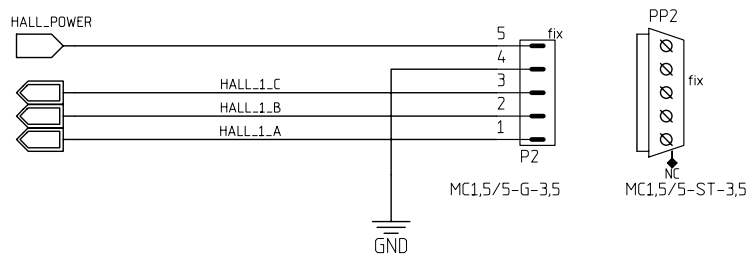 HALL_POWER
PP2
5
fix
4
HALL_1_C
3
fix
HALL_1_B
2
HALL_1_A
1
P2
NC
MC1,5/5-G-3,5
MC1,5/5-ST-3,5
GND